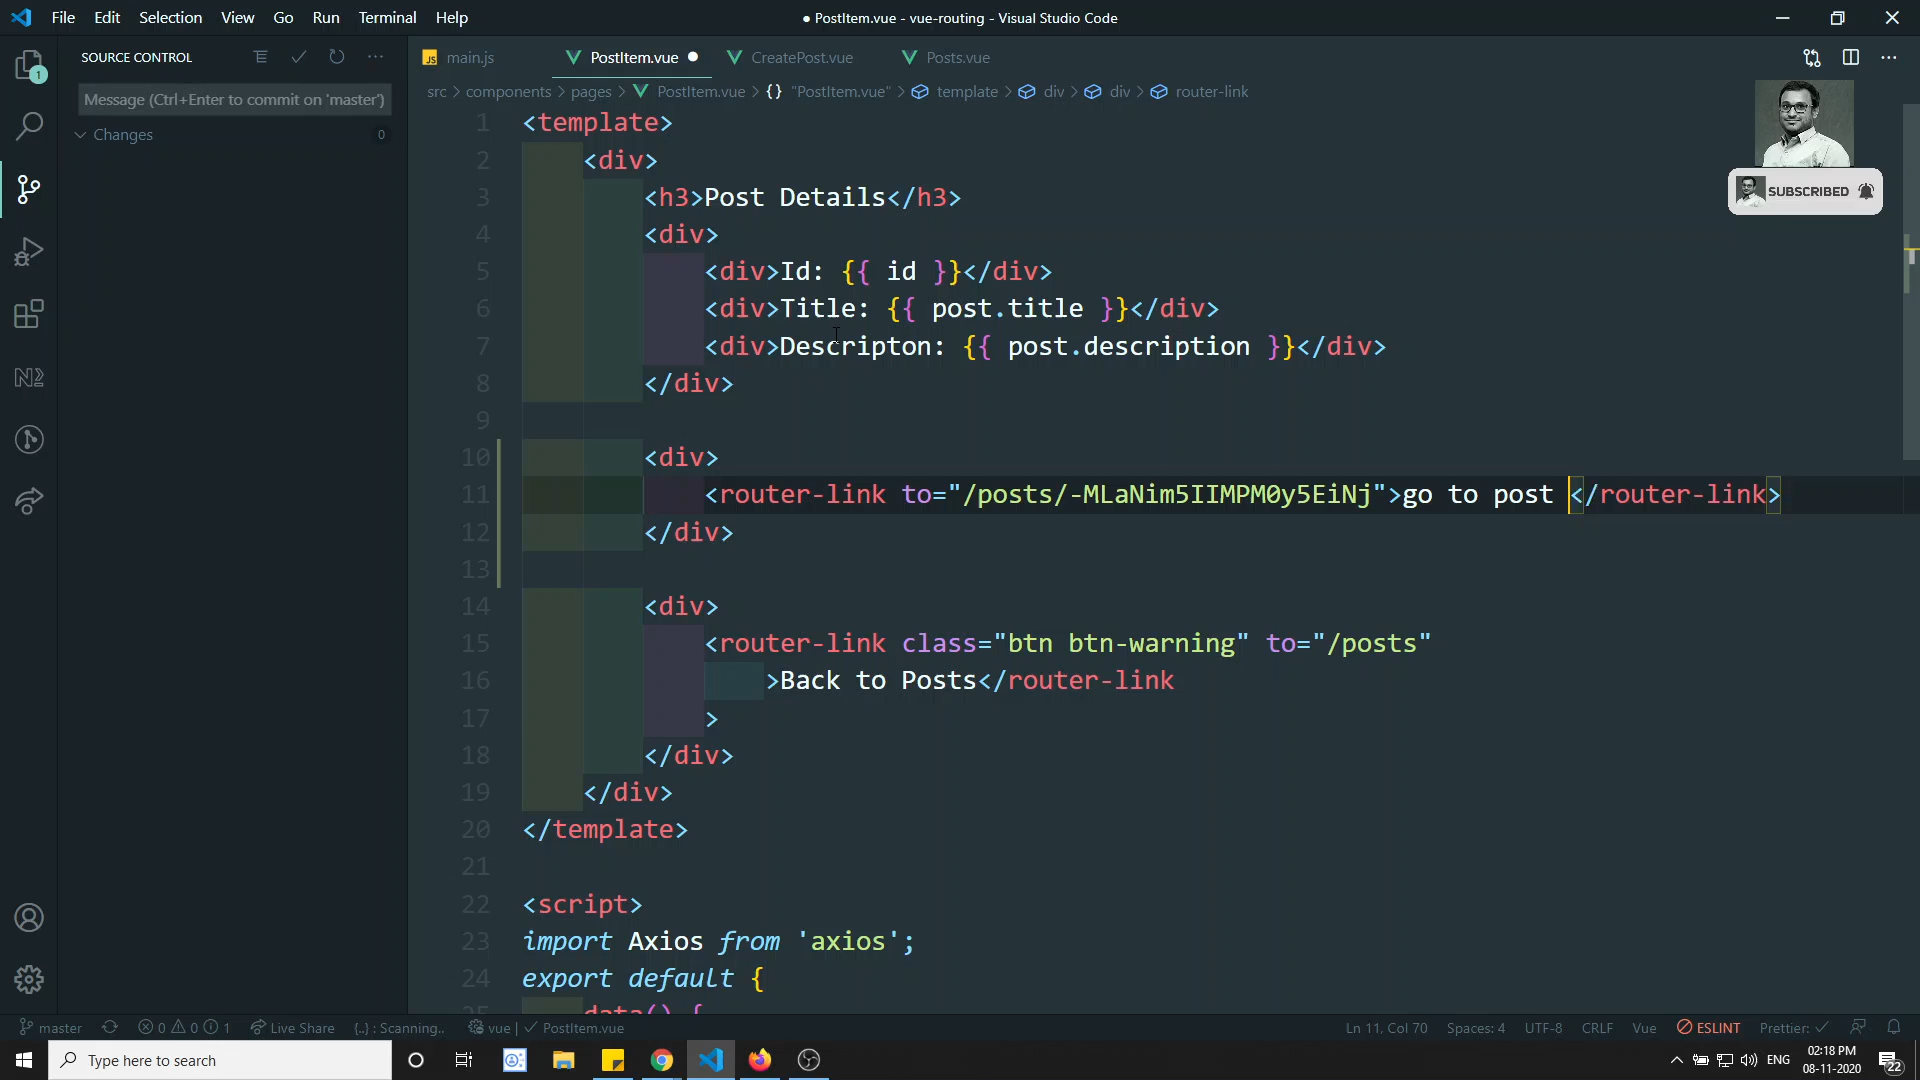 File Edit Selection View Go Run Terminal Help
● PostItem.vue - vue-routing - Visual Studio Code
SOURCE CONTROL
JS main.js PostItem.vue CreatePost.vue Posts.vue
1
Message (Ctrl+Enter to commit on 'master')
src > components > pages > PostItem.vue > {} "PostItem.vue" > template > div > div > router-link
Changes 0
SUBSCRIBED
1 <template>
2 <div>
3 <h3>Post Details</h3>
4 <div>
5 <div>Id: {{ id }}</div>
6 <div>Title: {{ post.title }}</div>
7 <div>Descripton: {{ post.description }}</div>
8 </div>
9
10 <div>
11 <router-link to="/posts/-MLaNim5IIMPM0y5EiNj">go to post </router-link>
12 </div>
13
14 <div>
15 <router-link class="btn btn-warning" to="/posts"
16 >Back to Posts</router-link
17 >
18 </div>
19 </div>
20 </template>
21
22 <script>
23 import Axios from 'axios';
24 export default {
25 data() {
master 0 0 1 Live Share {..} : Scanning.. vue | ✓ PostItem.vue Ln 11, Col 70 Spaces: 4 UTF-8 CRLF Vue ESLINT Prettier: ✓
Type here to search
ENG
02:18 PM
08-11-2020
22